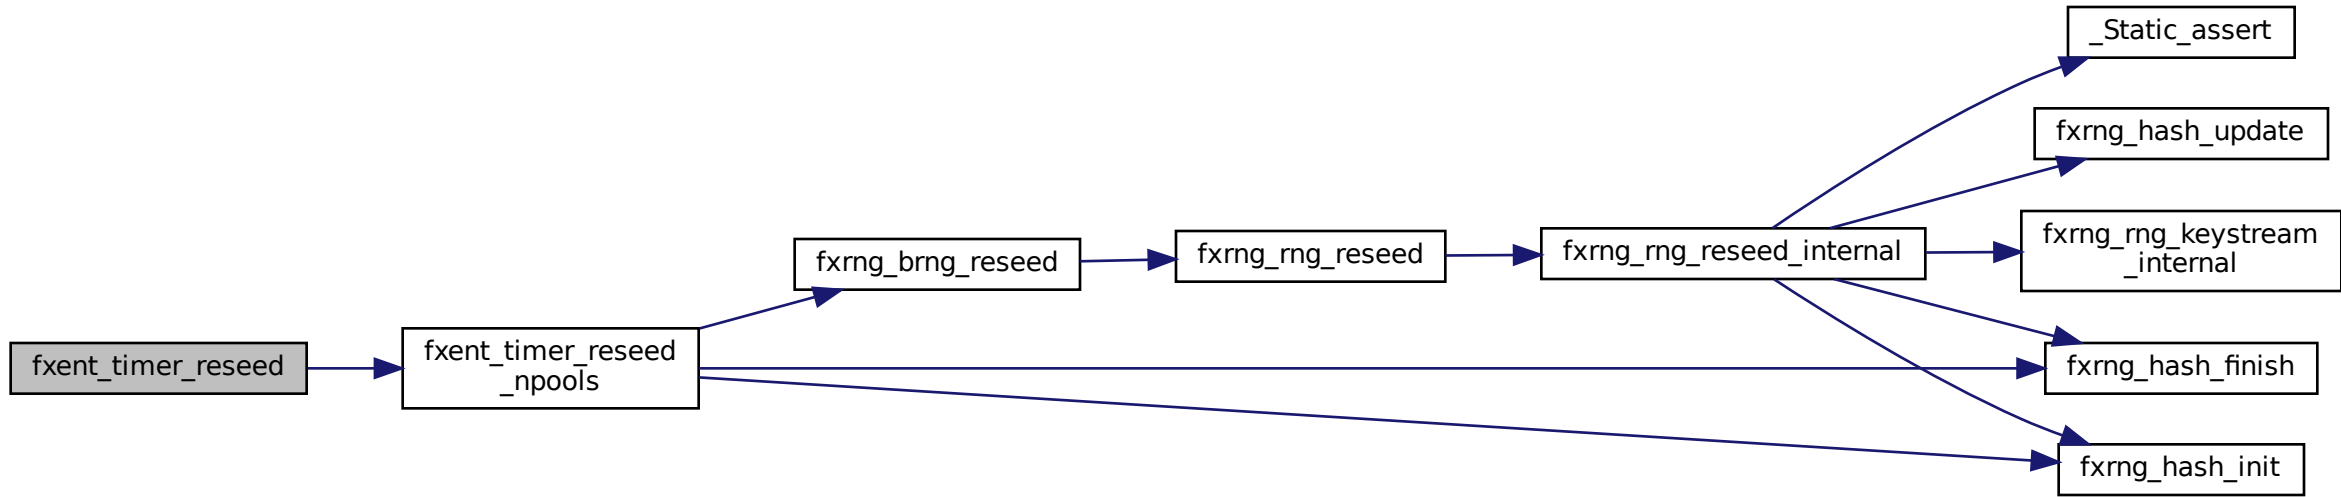 fxent_timer_reseed
fxent_timer_reseed
_npools
fxrng_brng_reseed
fxrng_rng_reseed
fxrng_rng_reseed_internal
_Static_assert
fxrng_hash_update
fxrng_rng_keystream
_internal
fxrng_hash_finish
fxrng_hash_init